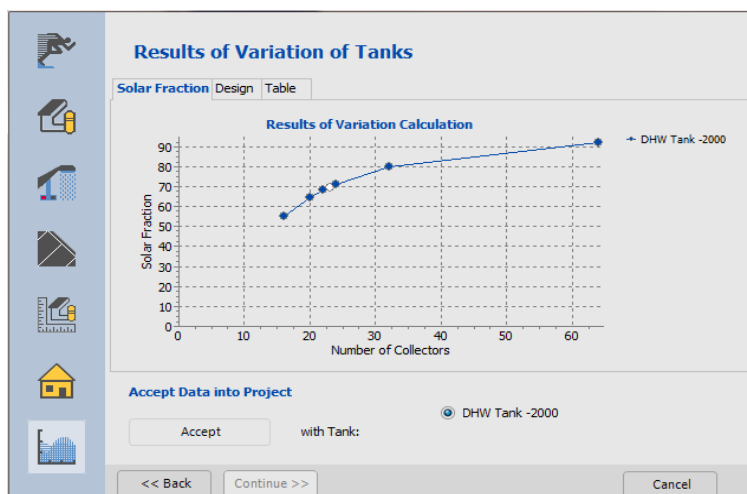 Results of Variation of Tanks
Solar Fraction Design Table
Results of Variation Calculation
DHW Tank -2000
90
80
70
60
50
40
30
20
10
0
Solar Fraction
0 10 20 30 40 50 60
Number of Collectors
Accept Data into Project
DHW Tank -2000
Accept with Tank:
<< Back Continue >> Cancel